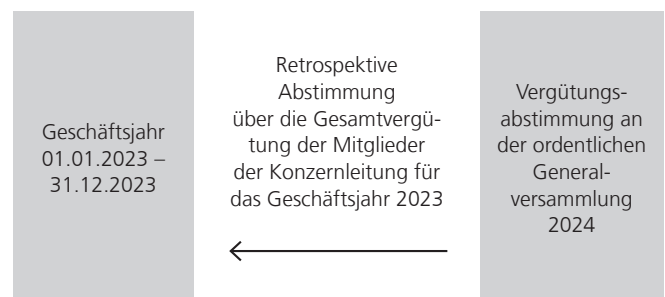 Geschäftsjahr
01.01.2023 –
31.12.2023
Retrospektive
Abstimmung
über die Gesamtvergü-
tung der Mitglieder
der Konzernleitung für
das Geschäftsjahr 2023
Vergütungs-
abstimmung an
der ordentlichen
General-
versammlung
2024